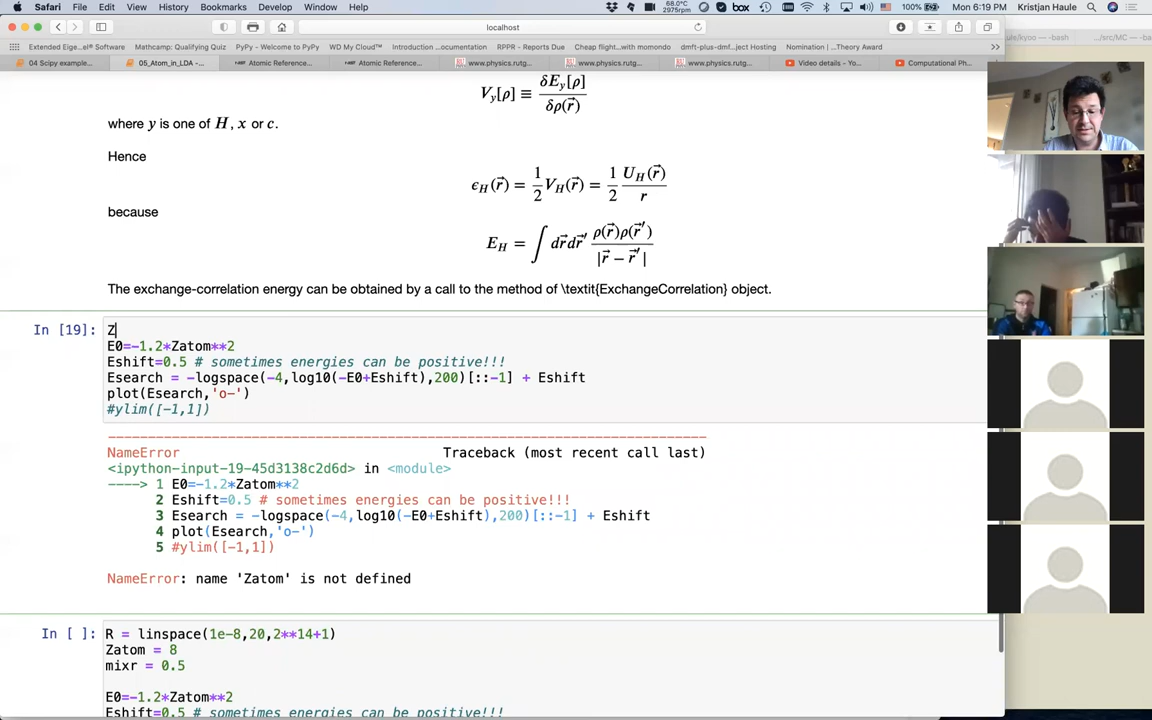 Safari File Edit View History Bookmarks Develop Window Help 68.0°C 2975rpm box 100% Mon 6:19 PM Kristjan Haule
localhost
Extended Eige...el® Software Mathcamp: Qualifying Quiz PyPy - Welcome to PyPy WD My Cloud™ Introduction ...ocumentation RPPR - Reports Due Cheap flight...with momondo dmft-plus-dmf...ject Hosting Nomination | ...Theory Award
04 Scipy example... 05_Atom_in_LDA -... Atomic Reference... Atomic Reference... www.physics.rutg... www.physics.rutg... www.physics.rutg... Video details - Yo... Computational Ph...
ule/kyoo — -bash .../src/MC — -bash
V_y[ρ] ≡ δE_y[ρ] / δρ(r⃗)
where y is one of H, x or c.
Hence
ϵ_H(r⃗) = 1/2 V_H(r⃗) = 1/2 U_H(r⃗)/r
because
E_H = ∫ dr⃗dr⃗′ ρ(r⃗)ρ(r⃗′) / |r⃗ − r⃗′|
The exchange-correlation energy can be obtained by a call to the method of \textit{ExchangeCorrelation} object.
In [19]: Z
E0=-1.2*Zatom**2
Eshift=0.5 # sometimes energies can be positive!!!
Esearch = -logspace(-4,log10(-E0+Eshift),200)[::-1] + Eshift
plot(Esearch,'o-')
#ylim([-1,1])
---------------------------------------------------------------------------
NameError Traceback (most recent call last)
<ipython-input-19-45d3138c2d6d> in <module>
----> 1 E0=-1.2*Zatom**2
2 Eshift=0.5 # sometimes energies can be positive!!!
3 Esearch = -logspace(-4,log10(-E0+Eshift),200)[::-1] + Eshift
4 plot(Esearch,'o-')
5 #ylim([-1,1])
NameError: name 'Zatom' is not defined
In [ ]: R = linspace(1e-8,20,2**14+1)
Zatom = 8
mixr = 0.5
E0=-1.2*Zatom**2
Eshift=0.5 # sometimes energies can be positive!!!